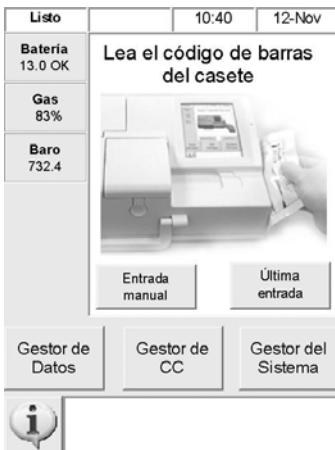 Listo
10:40
12-Nov
Batería
13.0 OK
Gas
83%
Baro
732.4
Lea el código de barras
del casete
Entrada
manual
Última
entrada
Gestor de
Datos
Gestor de
CC
Gestor del
Sistema
i